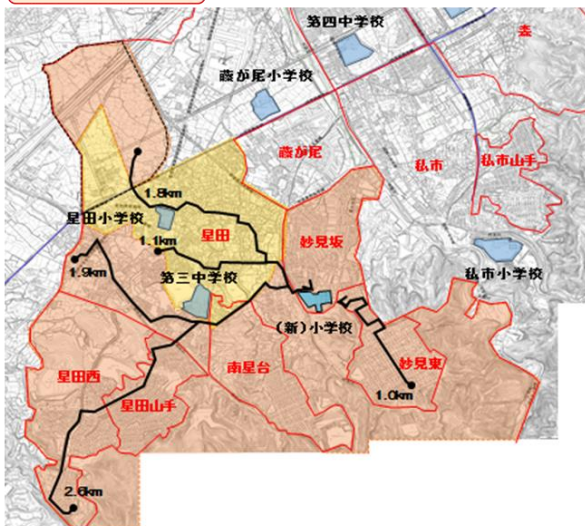 第四中学校
藤が尾小学校
藤が尾
私市
私市山手
1.8km
星田小学校
1.1km
星田
妙見坂
1.9km
第三中学校
私市小学校
(新)小学校
星田西
南星台
妙見東
1.0km
星田山手
2.6km